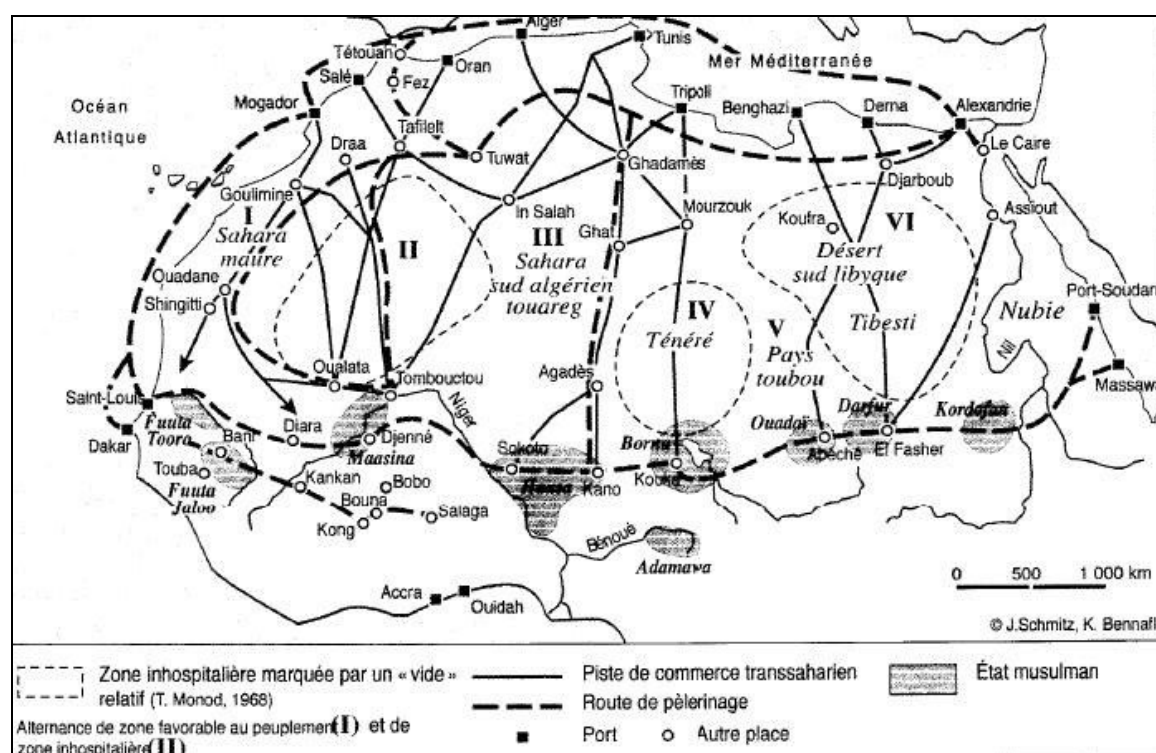 Alger
Tunis
Tétouan
Oran
Mer Méditerranée
Salé
Fez
Océan
Atlantique
Mogador
Tripoli
Benghazi
Derna
Alexandrie
Tafilelt
Le Caire
Draa
Tuwat
Ghadamès
Djarboub
Goulimine
In Salah
Mourzouk
Koufra
Assiout
I
Sahara
maure
II
III
Sahara
sud algérien
touareg
Ghat
VI
Désert
sud libyque
Ouadane
Shingitti
IV
Ténéré
V
Pays
toubou
Tibesti
Nubie
Port-Soudan
Nil
Massawa
Oualata
Tombouctou
Agadès
Niger
Saint-Louis
Dakar
Fuuta
Tooro
Diara
Djenné
Maasina
Touba
Fuuta
Jaloo
Kankan
Bobo
Bouna
Kong
Salaga
Sokoto
Hausa
Kano
Bornu
Kouka
Ouadaï
Abéché
Darfur
El Fasher
Kordofan
Bénoué
Adamawa
Accra
Ouidah
0 500 1 000 km
© J.Schmitz, K. Bennafl
Zone inhospitalière marquée par un « vide »
relatif (T. Monod, 1968)
Alternance de zone favorable au peuplement (I) et de
zone inhospitalière (II)
Piste de commerce transsaharien
Route de pèlerinage
Port
Autre place
État musulman